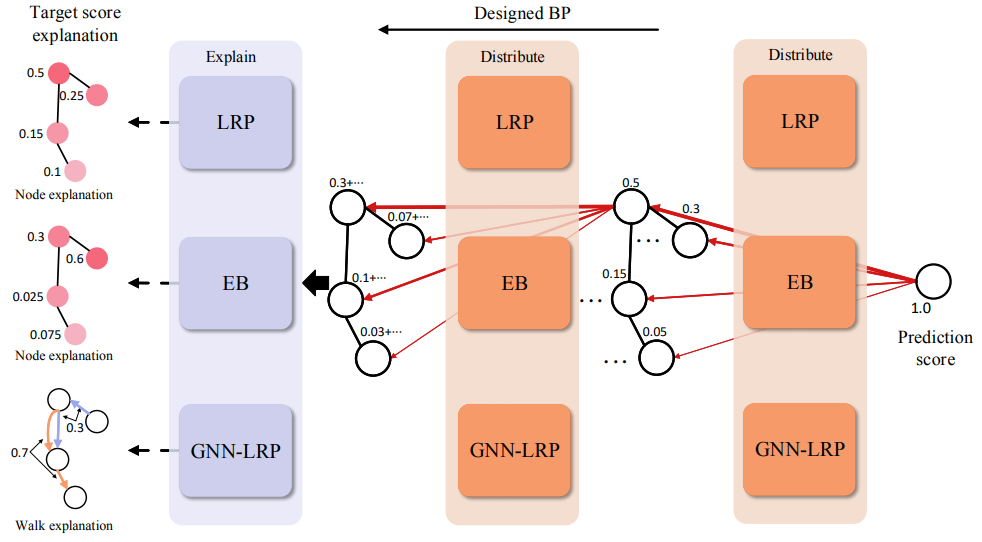 Target score
explanation
Designed BP
Explain
Distribute
Distribute
0.5
0.25
0.15
0.1
Node explanation
LRP
LRP
LRP
0.3+···
0.07+···
0.1+···
0.03+···
0.5
0.3
···
0.15
···
0.05
···
0.3
0.6
0.025
0.075
Node explanation
EB
EB
EB
1.0
Prediction
score
0.3
0.7
Walk explanation
GNN-LRP
GNN-LRP
GNN-LRP